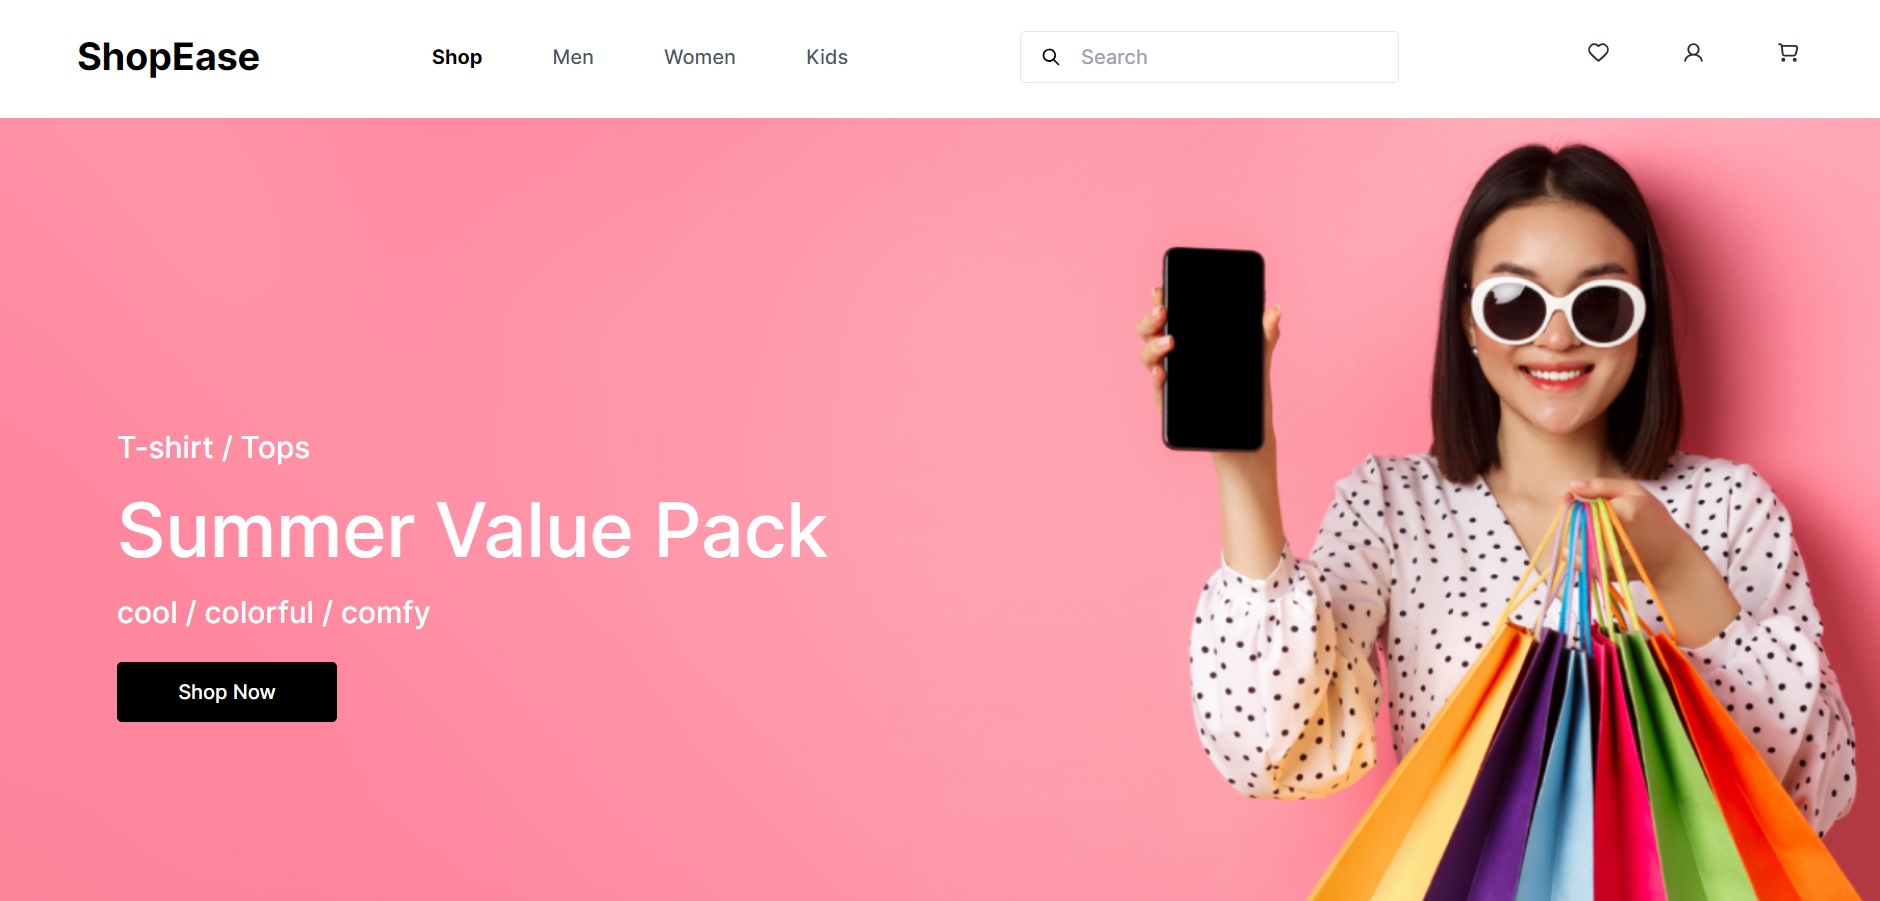 ShopEase
Shop Men Women Kids Search
T-shirt / Tops
Summer Value Pack
cool / colorful / comfy
Shop Now